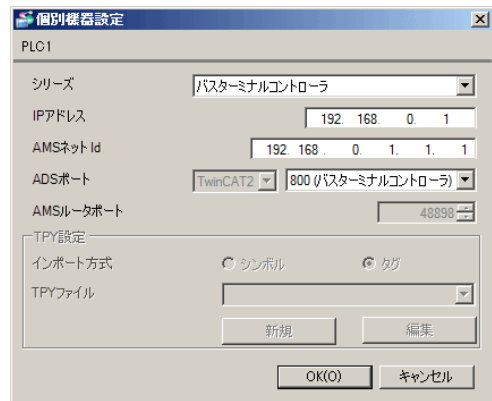 個別機器設定
PLC1
シリーズ バスターミナルコントローラ
IPアドレス 192. 168. 0. 1
AMSネットId 192. 168. 0. 1. 1. 1
ADSポート TwinCAT2 800 (バスターミナルコントローラ)
AMSルータポート 48898
TPY設定
インポート方式 シンボル タグ
TPYファイル
新規 編集
OK(O) キャンセル